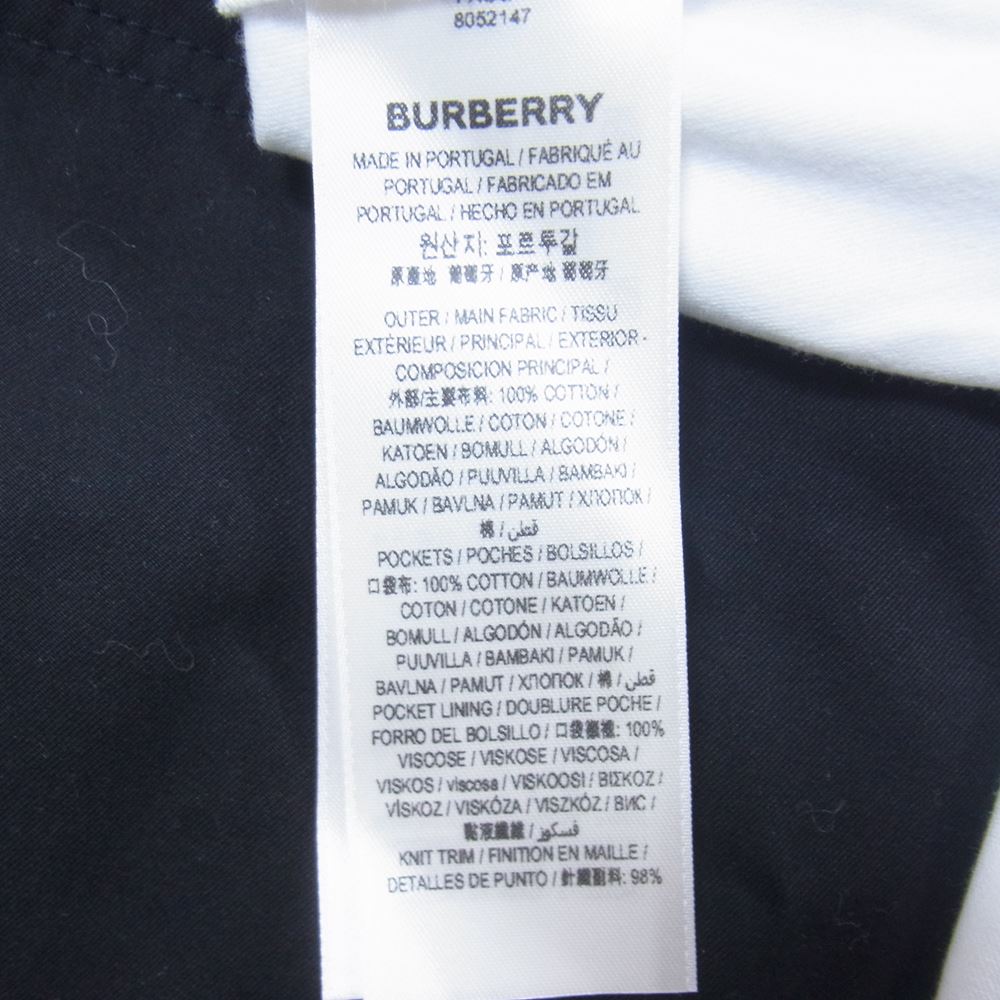 8052147
BURBERRY
MADE IN PORTUGAL / FABRIQUÉ AU
PORTUGAL / FABRICADO EM
PORTUGAL / HECHO EN PORTUGAL
원산지: 포르투갈
原產地 葡萄牙 / 原产地 葡萄牙
OUTER / MAIN FABRIC / TISSU
EXTÉRIEUR / PRINCIPAL / EXTERIOR -
COMPOSICION PRINCIPAL /
外部/主要布料: 100% COTTON /
BAUMWOLLE / COTON / COTONE /
KATOEN / BOMULL / ALGODÓN /
ALGODÃO / PUUVILLA / BAMBAKI /
PAMUK / BAVLNA / PAMUT / ХЛОПОК /
棉 / قطن
POCKETS / POCHES / BOLSILLOS /
口袋布: 100% COTTON / BAUMWOLLE /
COTON / COTONE / KATOEN /
BOMULL / ALGODÓN / ALGODÃO /
PUUVILLA / BAMBAKI / PAMUK /
BAVLNA / PAMUT / ХЛОПОК / 棉 / قطن
POCKET LINING / DOUBLURE POCHE /
FORRO DEL BOLSILLO / 口袋襯裡: 100%
VISCOSE / VISKOSE / VISCOSA /
VISKOS / viscosa / VISKOOSI / ΒΙΣΚΟΖ /
VİSKOZ / VISKÓZA / VISZKÓZ / ВИС /
黏液纖維 / فسكوز
KNIT TRIM / FINITION EN MAILLE /
DETALLES DE PUNTO / 針織副料: 98%